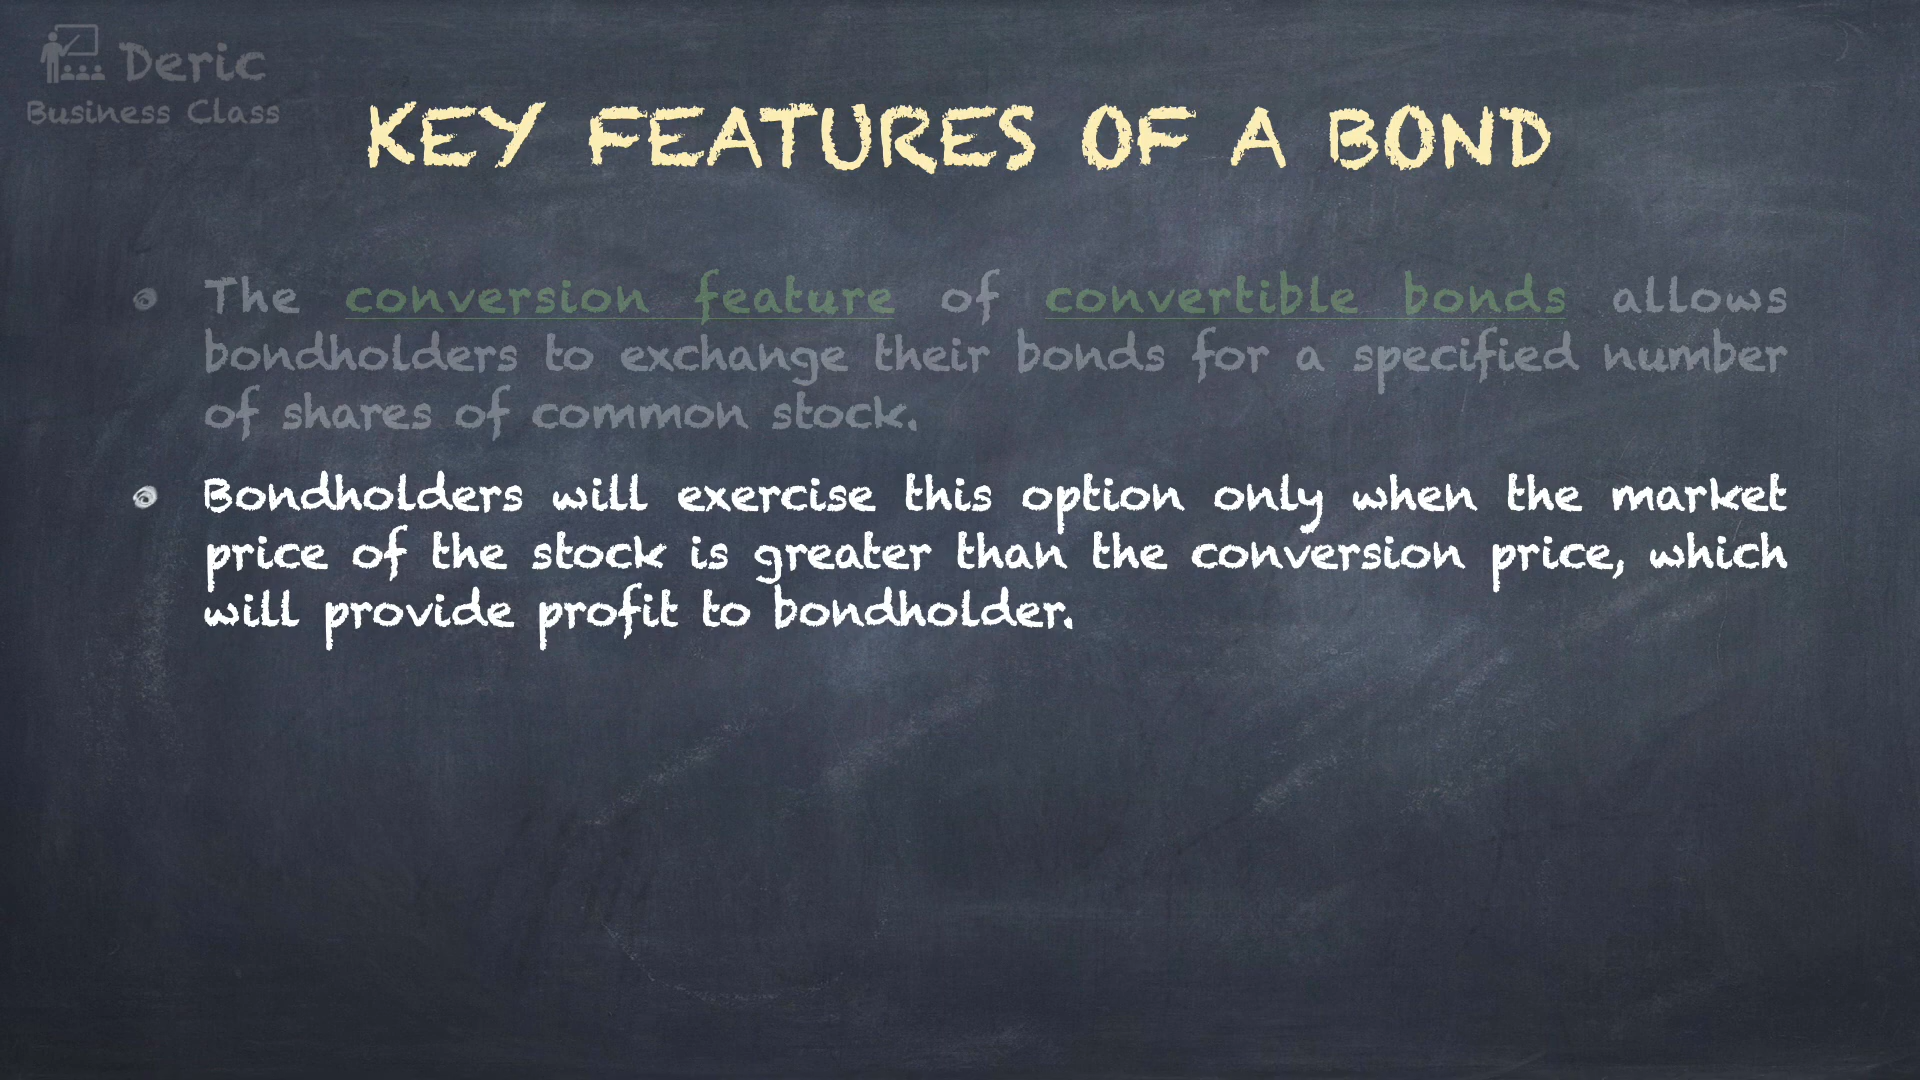 Deric
Business Class
KEY FEATURES OF A BOND
The conversion feature of convertible bonds allows
bondholders to exchange their bonds for a specified number
of shares of common stock.
Bondholders will exercise this option only when the market
price of the stock is greater than the conversion price, which
will provide profit to bondholder.